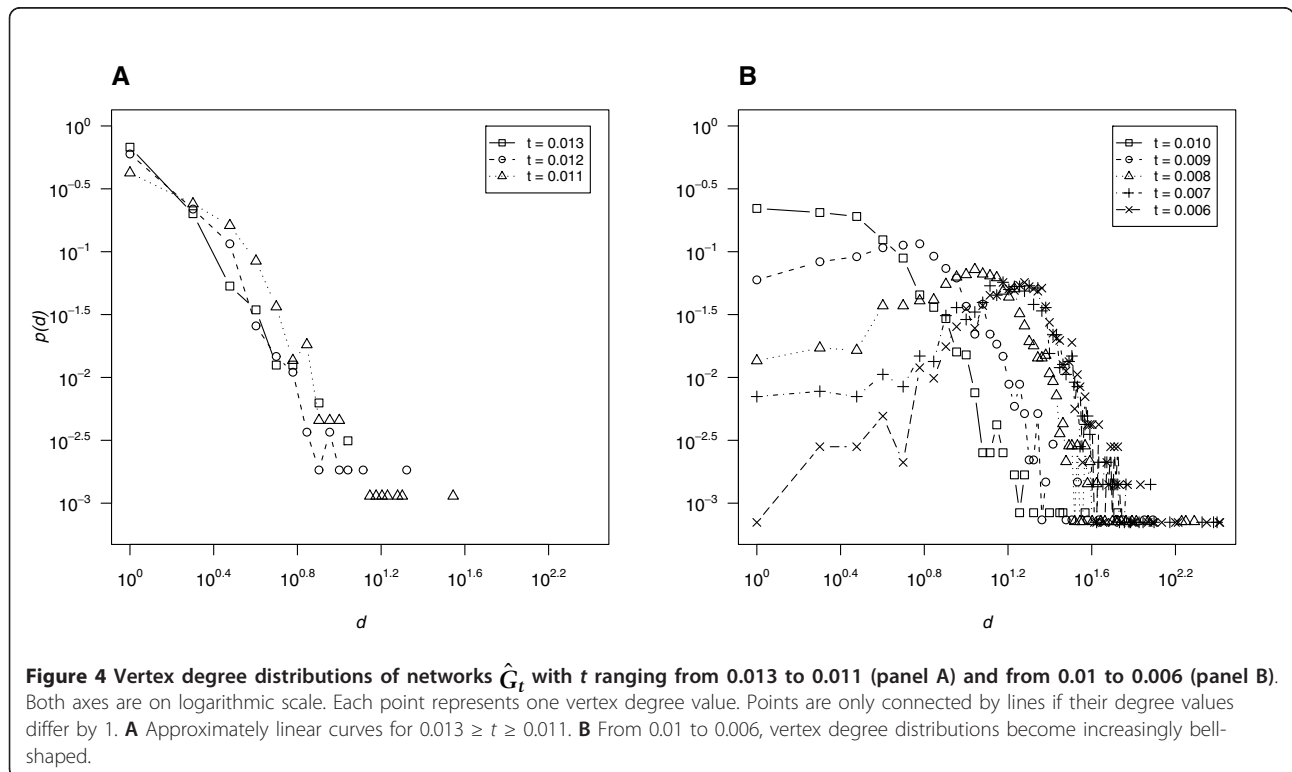 A
10^0
10^−0.5
10^−1
10^−1.5
10^−2
10^−2.5
10^−3
p(d)
t = 0.013
t = 0.012
t = 0.011
10^0
10^0.4
10^0.8
10^1.2
10^1.6
10^2.2
d
B
10^0
10^−0.5
10^−1
10^−1.5
10^−2
10^−2.5
10^−3
t = 0.010
t = 0.009
t = 0.008
t = 0.007
t = 0.006
10^0
10^0.4
10^0.8
10^1.2
10^1.6
10^2.2
d
Figure 4 Vertex degree distributions of networks Ĝ_t with t ranging from 0.013 to 0.011 (panel A) and from 0.01 to 0.006 (panel B).
Both axes are on logarithmic scale. Each point represents one vertex degree value. Points are only connected by lines if their degree values
differ by 1. A Approximately linear curves for 0.013 ≥ t ≥ 0.011. B From 0.01 to 0.006, vertex degree distributions become increasingly bell-
shaped.